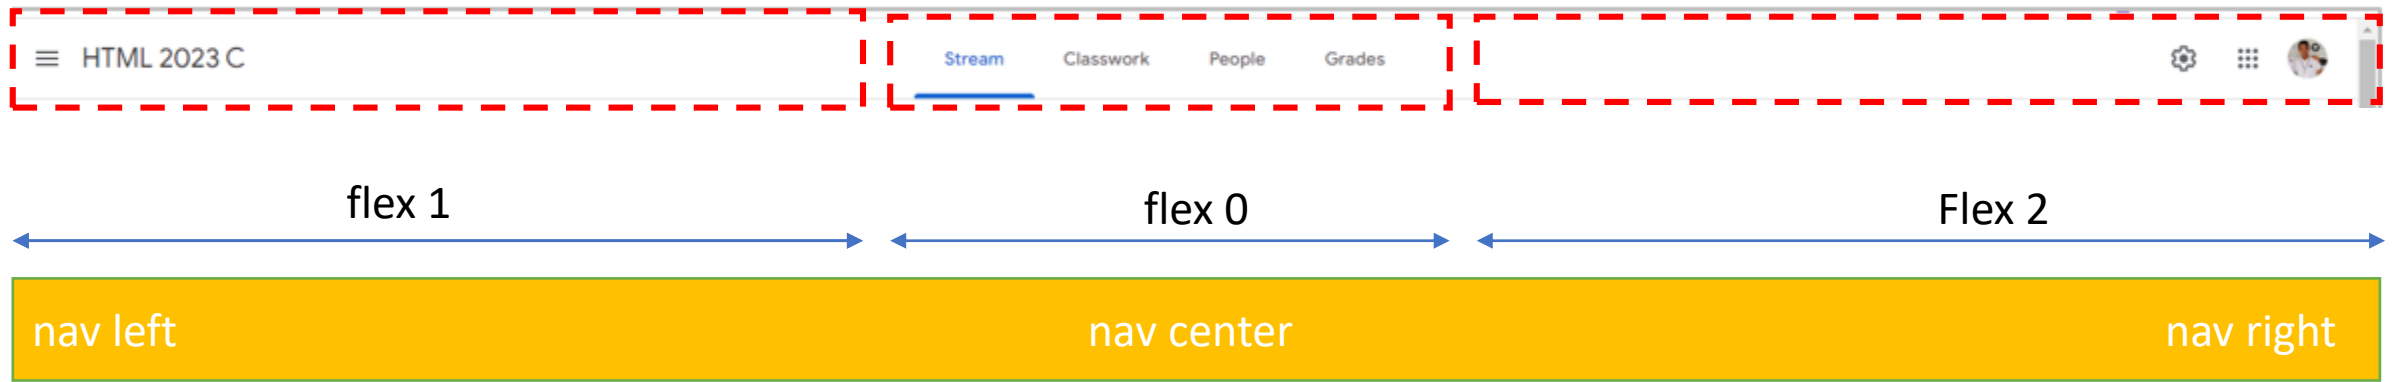 HTML 2023 C
Stream Classwork People Grades
flex 1
flex 0
Flex 2
nav left
nav center
nav right